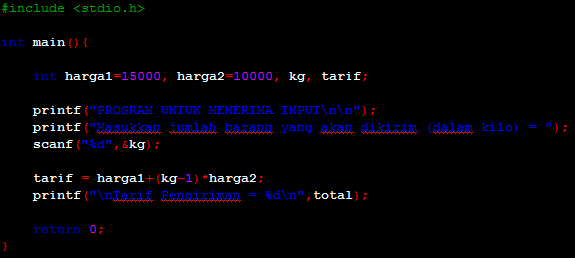 #include <stdio.h>
int main(){
int harga1=15000, harga2=10000, kg, tarif;
printf("PROGRAM UNTUK MENERIMA INPUT\n\n");
printf("Masukkan jumlah barang yang akan dikirim (dalam kilo) = ");
scanf("%d",&kg);
tarif = harga1+(kg-1)*harga2;
printf("\nTarif Pengiriman = %d\n",total);
return 0;
}